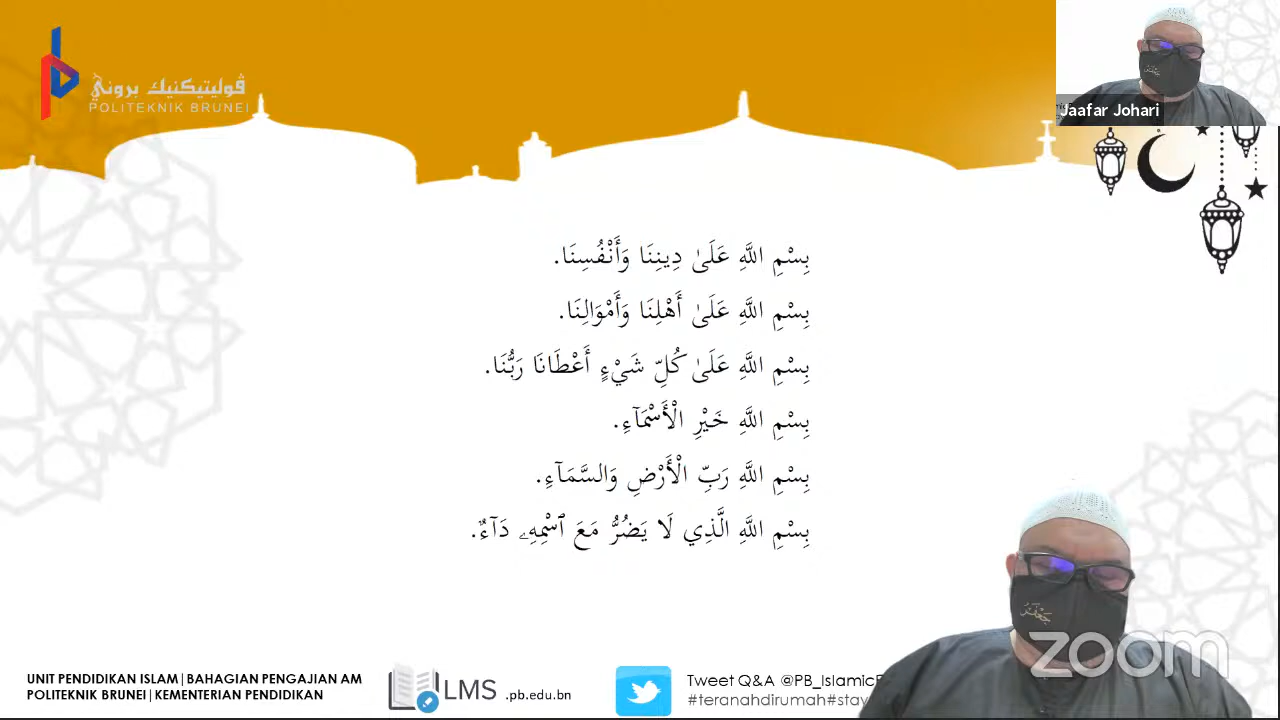 ڤوليتيكنيك بروني
POLITEKNIK BRUNEI
Jaafar Johari
بِسْمِ اللَّهِ عَلَىٰ دِينِنَا وَأَنْفُسِنَا.
بِسْمِ اللَّهِ عَلَىٰ أَهْلِنَا وَأَمْوَالِنَا.
بِسْمِ اللَّهِ عَلَىٰ كُلِّ شَيْءٍ أَعْطَانَا رَبُّنَا.
بِسْمِ اللَّهِ خَيْرِ الْأَسْمَآءِ.
بِسْمِ اللَّهِ رَبِّ الْأَرْضِ وَالسَّمَآءِ.
بِسْمِ اللَّهِ الَّذِي لَا يَضُرُّ مَعَ ٱسْمِهِۦ دَآءٌ.
zoom
UNIT PENDIDIKAN ISLAM|BAHAGIAN PENGAJIAN AM
POLITEKNIK BRUNEI|KEMENTERIAN PENDIDIKAN
LMS .pb.edu.bn
Tweet Q&A @PB_Islamic
#teranahdirumah#stay